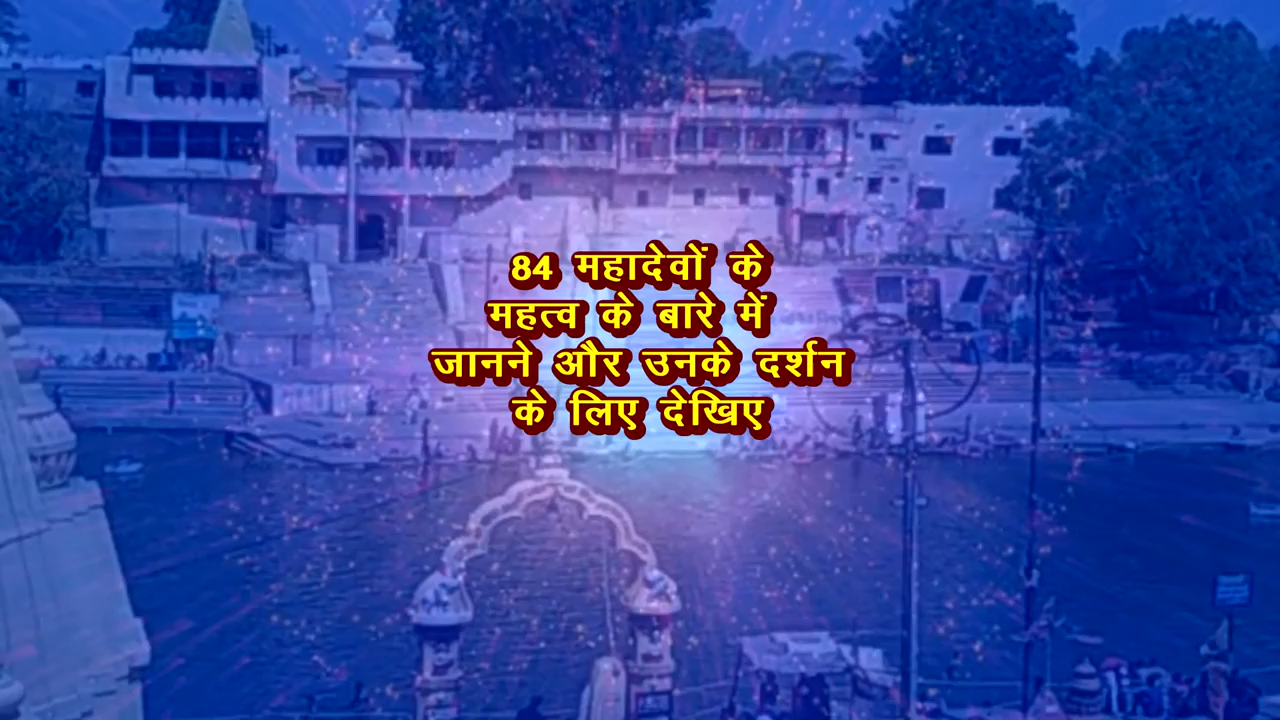 84 महादेवों के
महत्व के बारे में
जानने और उनके दर्शन
के लिए देखिए